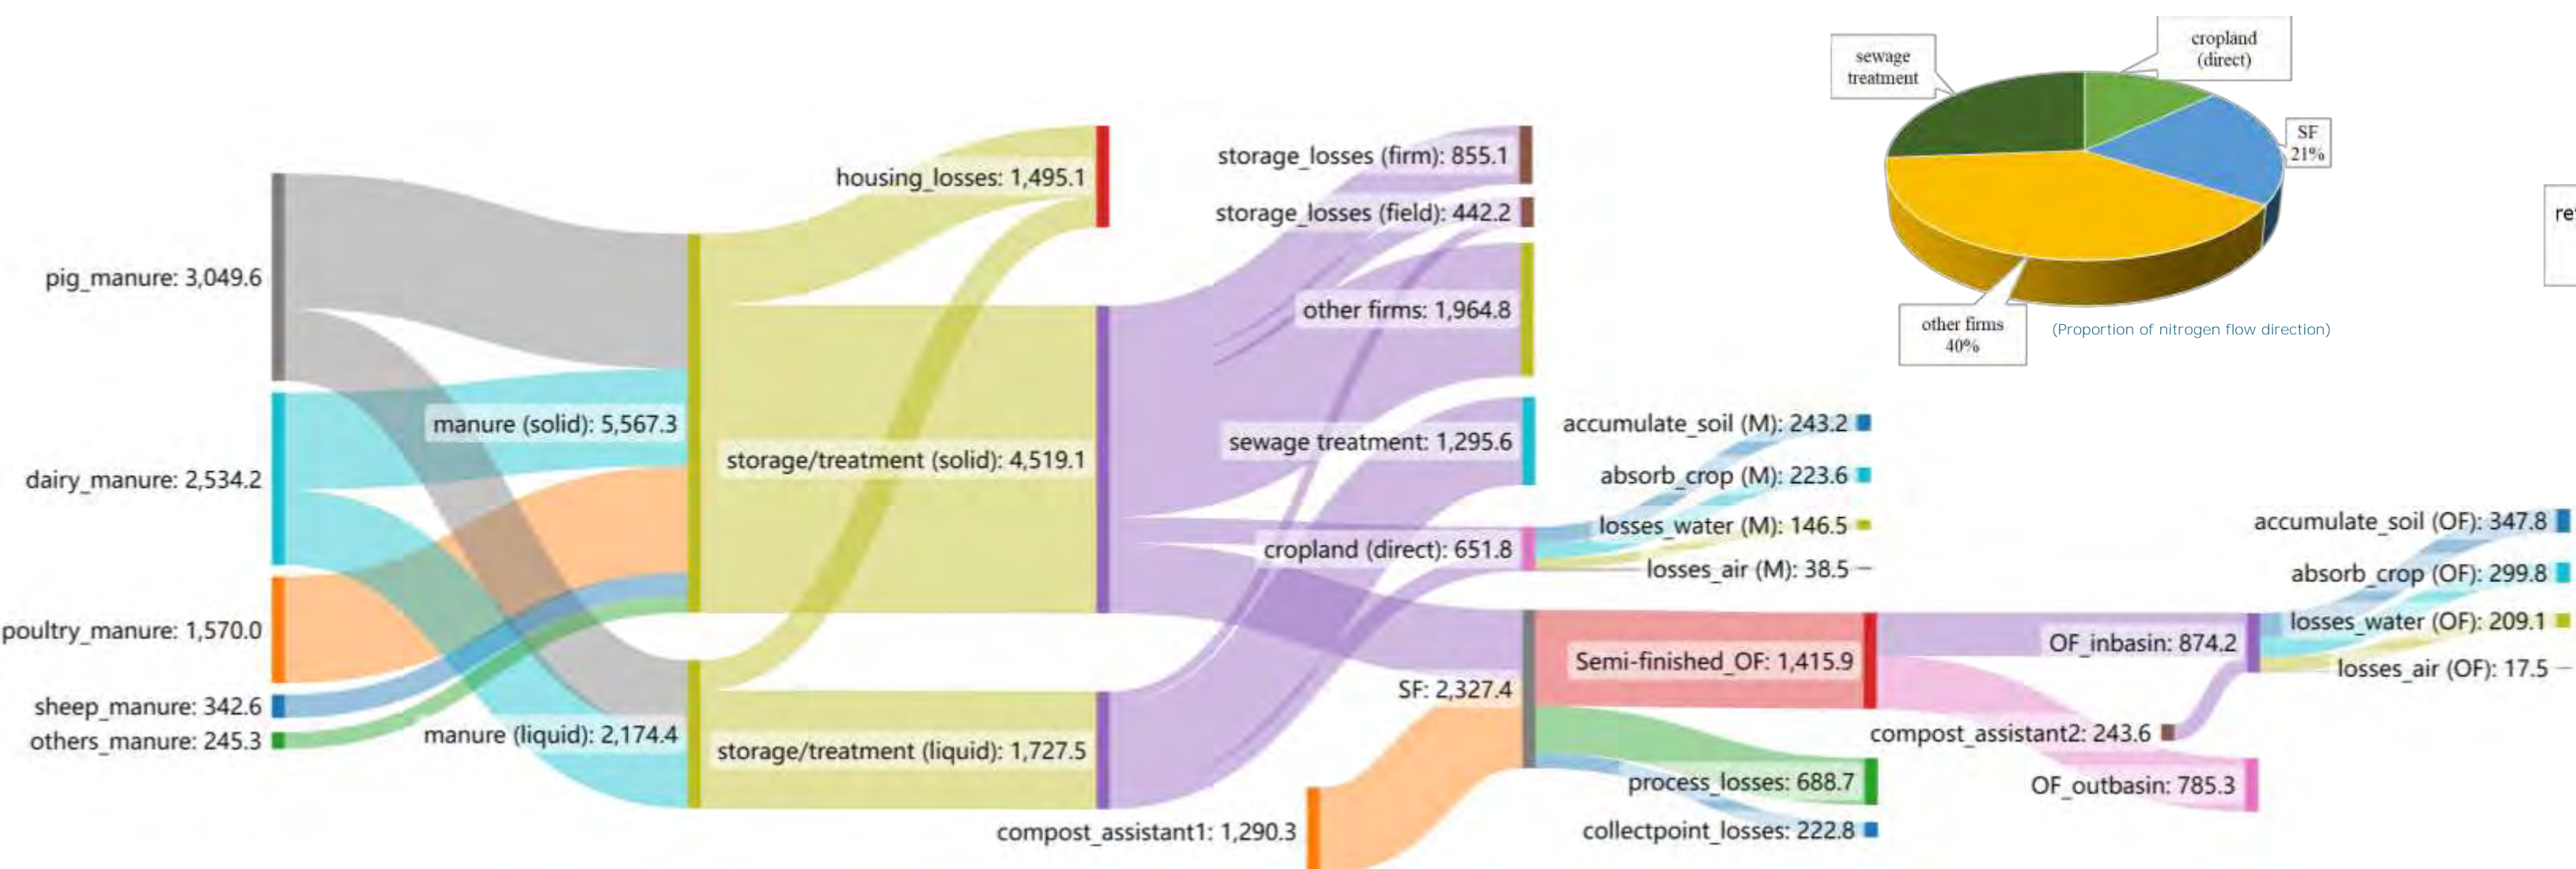 pig_manure: 3,049.6
dairy_manure: 2,534.2
poultry_manure: 1,570.0
sheep_manure: 342.6
others_manure: 245.3
manure (solid): 5,567.3
manure (liquid): 2,174.4
housing_losses: 1,495.1
storage/treatment (solid): 4,519.1
storage/treatment (liquid): 1,727.5
compost_assistant1: 1,290.3
storage_losses (firm): 855.1
storage_losses (field): 442.2
other firms: 1,964.8
sewage treatment: 1,295.6
cropland (direct): 651.8
SF: 2,327.4
accumulate_soil (M): 243.2
absorb_crop (M): 223.6
losses_water (M): 146.5
losses_air (M): 38.5
Semi-finished_OF: 1,415.9
process_losses: 688.7
collectpoint_losses: 222.8
OF_inbasin: 874.2
compost_assistant2: 243.6
OF_outbasin: 785.3
accumulate_soil (OF): 347.8
absorb_crop (OF): 299.8
losses_water (OF): 209.1
losses_air (OF): 17.5
sewage
treatment
cropland
(direct)
SF
21%
other firms
40%
(Proportion of nitrogen flow direction)